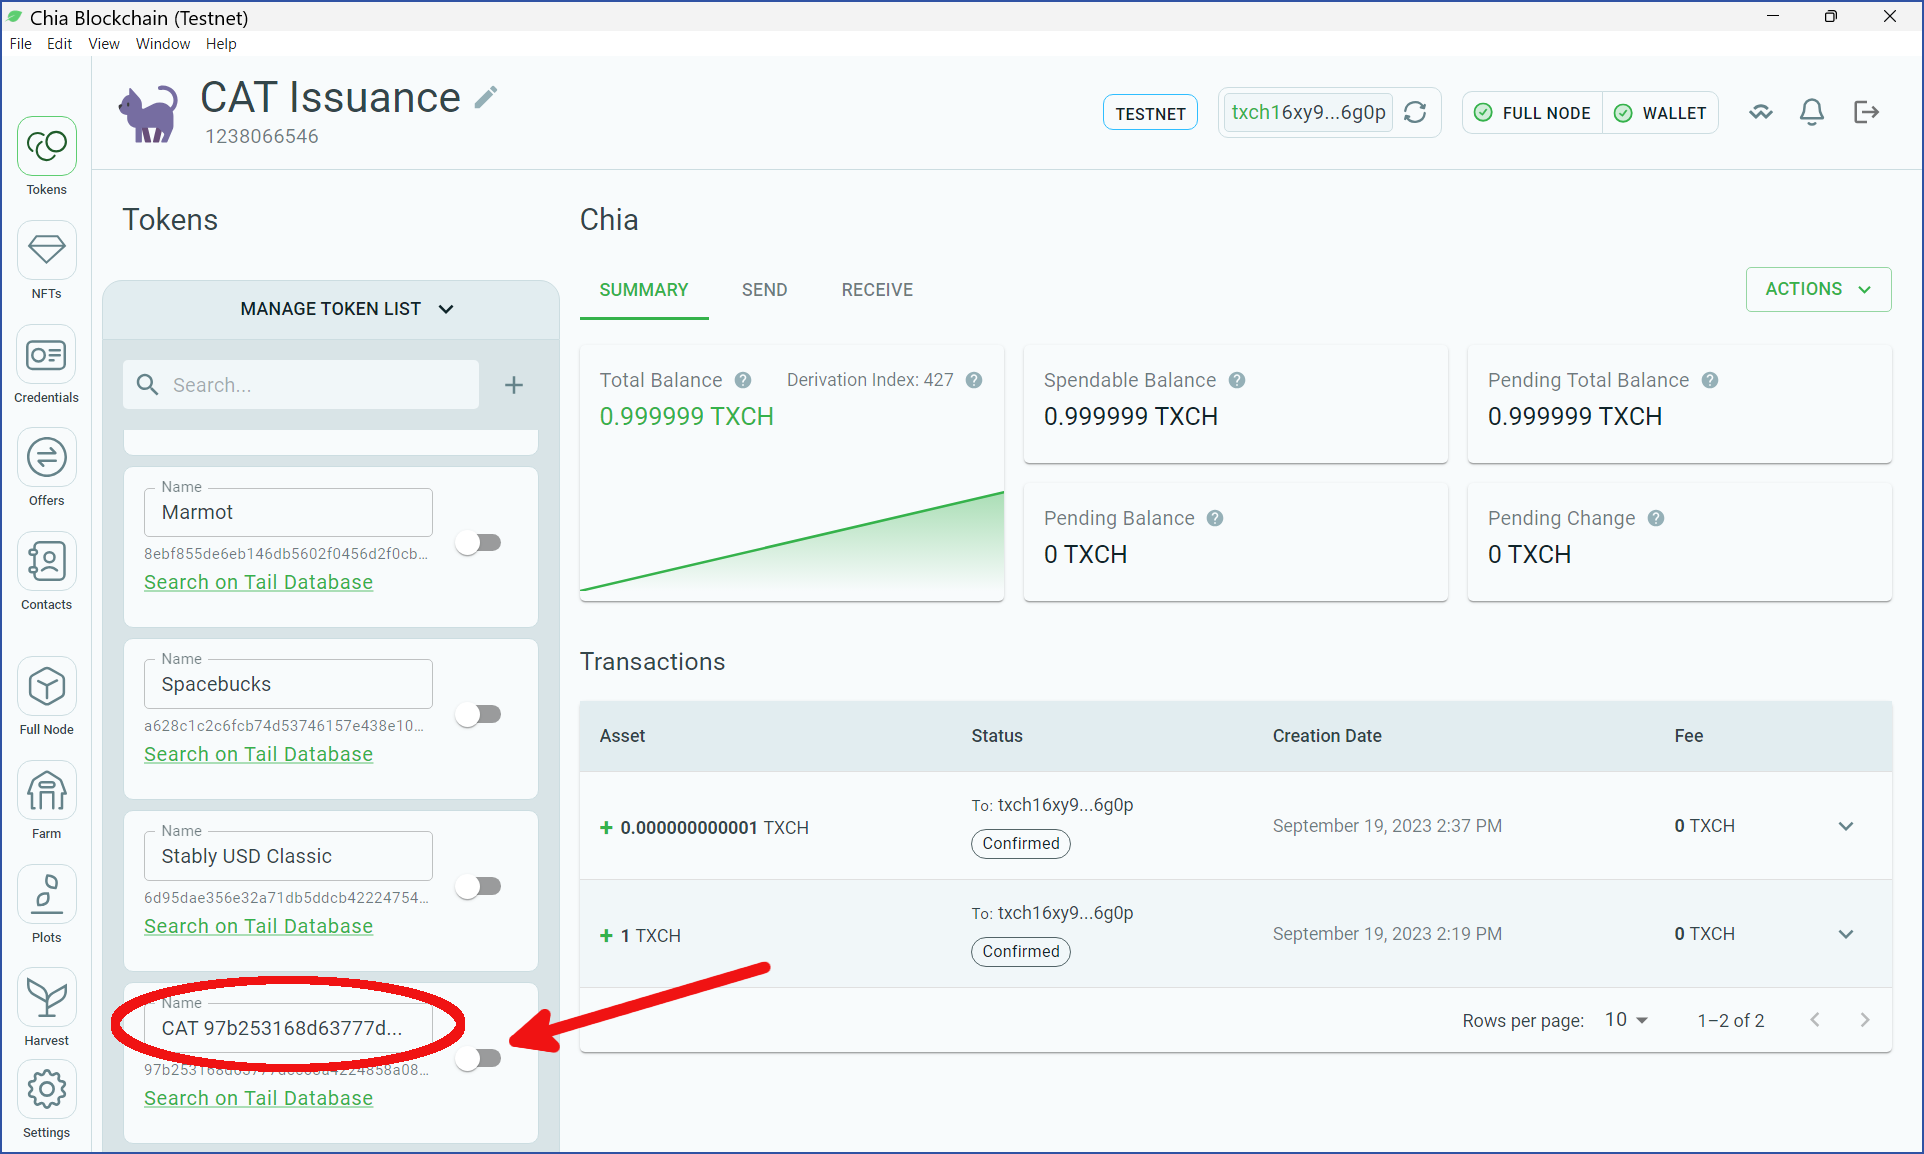 Chia Blockchain (Testnet)
File Edit View Window Help
CAT Issuance
1238066546
TESTNET
txch16xy9...6g0p
FULL NODE
WALLET
Tokens
NFTs
Credentials
Offers
Contacts
Full Node
Farm
Plots
Harvest
Settings
Tokens
MANAGE TOKEN LIST
Search...
Name
Marmot
8ebf855de6eb146db5602f0456d2f0cb...
Search on Tail Database
Name
Spacebucks
a628c1c2c6fcb74d53746157e438e10...
Search on Tail Database
Name
Stably USD Classic
6d95dae356e32a71db5ddcb42224754...
Search on Tail Database
Name
CAT 97b253168d63777d...
Search on Tail Database
Chia
SUMMARY SEND RECEIVE
ACTIONS
Total Balance Derivation Index: 427
0.999999 TXCH
Spendable Balance
0.999999 TXCH
Pending Total Balance
0.999999 TXCH
Pending Balance
0 TXCH
Pending Change
0 TXCH
Transactions
Asset Status Creation Date Fee
To: txch16xy9...6g0p
+ 0.000000000001 TXCH September 19, 2023 2:37 PM 0 TXCH
Confirmed
To: txch16xy9...6g0p
+ 1 TXCH September 19, 2023 2:19 PM 0 TXCH
Confirmed
Rows per page: 10 1–2 of 2